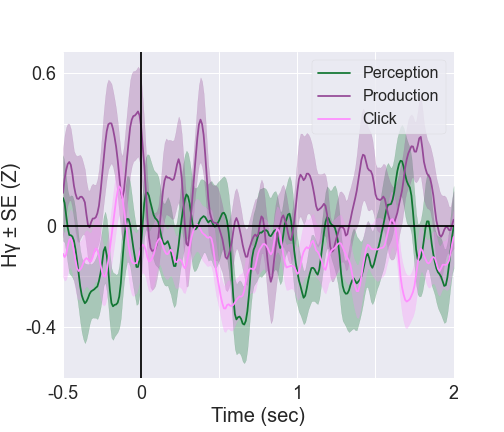 Hγ ± SE (Z)
0.6
0
-0.4
Perception
Production
Click
-0.5
0
1
2
Time (sec)